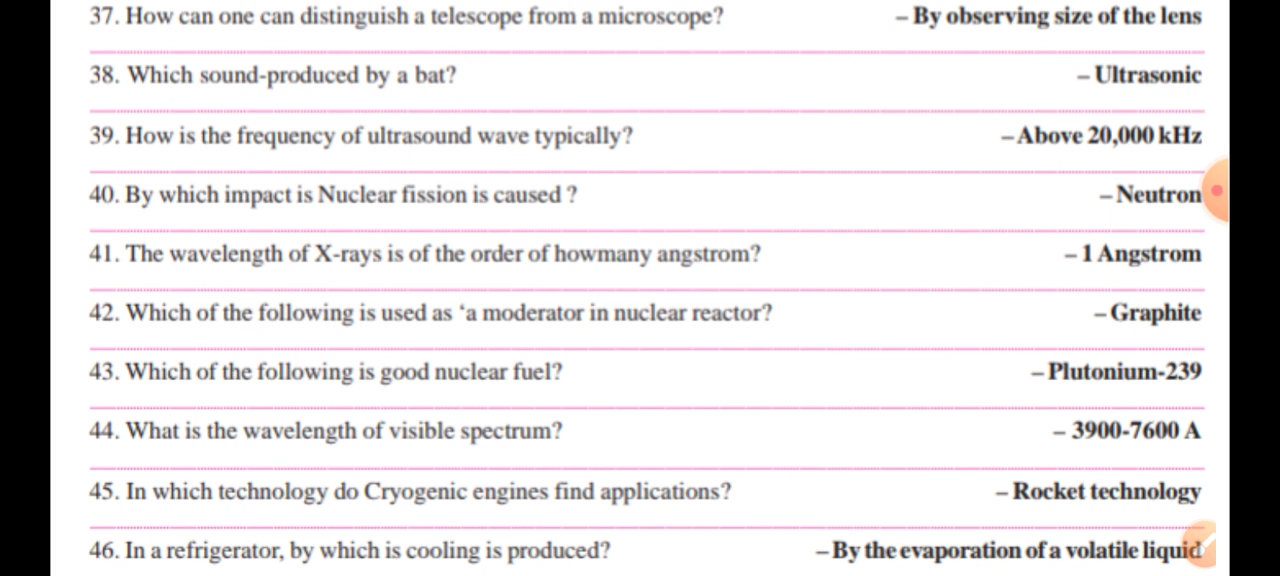 37. How can one can distinguish a telescope from a microscope? – By observing size of the lens
38. Which sound-produced by a bat? – Ultrasonic
39. How is the frequency of ultrasound wave typically? – Above 20,000 kHz
40. By which impact is Nuclear fission is caused ? – Neutron
41. The wavelength of X-rays is of the order of howmany angstrom? – 1 Angstrom
42. Which of the following is used as ‘a moderator in nuclear reactor? – Graphite
43. Which of the following is good nuclear fuel? – Plutonium-239
44. What is the wavelength of visible spectrum? – 3900-7600 A
45. In which technology do Cryogenic engines find applications? – Rocket technology
46. In a refrigerator, by which is cooling is produced? – By the evaporation of a volatile liquid